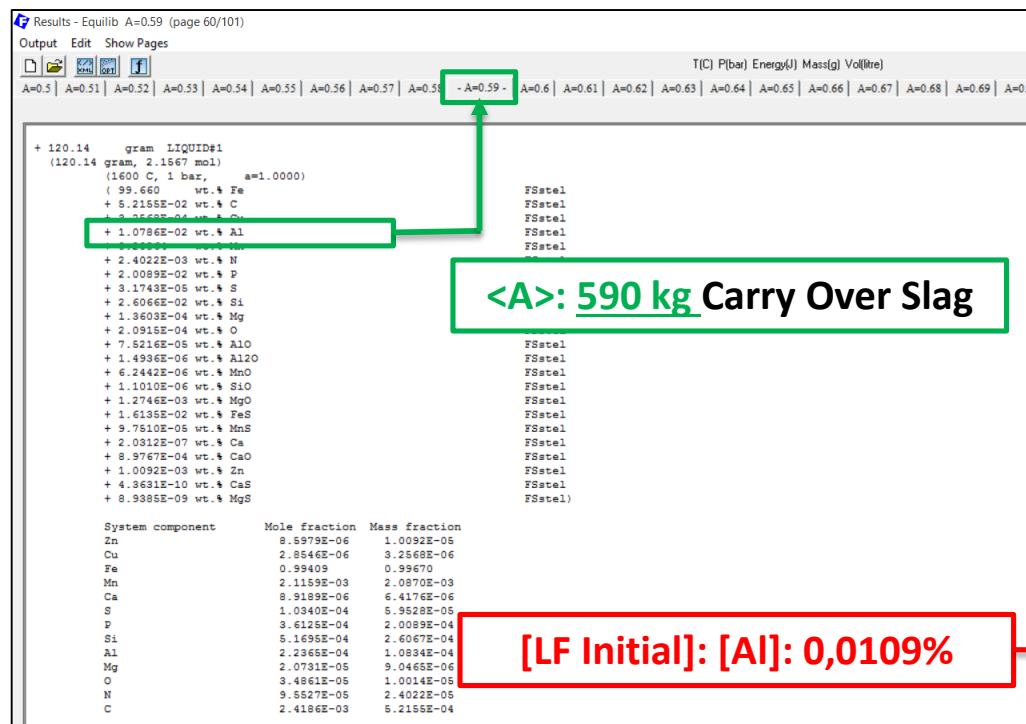 Results - Equilib A=0.59 (page 60/101)
Output Edit Show Pages
T(C) P(bar) Energy(J) Mass(g) Vol(litre)
A=0.5 A=0.51 A=0.52 A=0.53 A=0.54 A=0.55 A=0.56 A=0.57 A=0.58 - A=0.59 - A=0.6 A=0.61 A=0.62 A=0.63 A=0.64 A=0.65 A=0.66 A=0.67 A=0.68 A=0.69
+ 120.14 gram LIQUID#1
(120.14 gram, 2.1567 mol)
(1600 C, 1 bar, a=1.0000)
( 99.660 wt.% Fe FSstel
+ 5.2155E-02 wt.% C FSstel
+ 3.2568E-04 wt.% Cu FSstel
+ 1.0786E-02 wt.% Al FSstel
FSstel
+ 2.4022E-03 wt.% N
+ 2.0089E-02 wt.% P
+ 3.1743E-05 wt.% S
+ 2.6066E-02 wt.% Si
+ 1.3603E-04 wt.% Mg
+ 2.0915E-04 wt.% O
<A>: 590 kg Carry Over Slag
+ 7.5216E-05 wt.% AlO FSstel
+ 1.4936E-06 wt.% Al2O FSstel
+ 6.2442E-06 wt.% MnO FSstel
+ 1.1010E-06 wt.% SiO FSstel
+ 1.2746E-03 wt.% MgO FSstel
+ 1.6135E-02 wt.% FeS FSstel
+ 9.7510E-05 wt.% MnS FSstel
+ 2.0312E-07 wt.% Ca FSstel
+ 8.9767E-04 wt.% CaO FSstel
+ 1.0092E-03 wt.% Zn FSstel
+ 4.3631E-10 wt.% CaS FSstel
+ 8.9385E-09 wt.% MgS FSstel)
System component Mole fraction Mass fraction
Zn 8.5979E-06 1.0092E-05
Cu 2.8546E-06 3.2568E-06
Fe 0.99409 0.99670
Mn 2.1159E-03 2.0870E-03
Ca 8.9189E-06 6.4176E-06
S 1.0340E-04 5.9528E-05
P 3.6125E-04 2.0089E-04
Si 5.1695E-04 2.6067E-04
Al 2.2365E-04 1.0834E-04
Mg 2.0731E-05 9.0465E-06
O 3.4861E-05 1.0014E-05
N 9.5527E-05 2.4022E-05
C 2.4186E-03 5.2155E-04
[LF Initial]: [Al]: 0,0109%